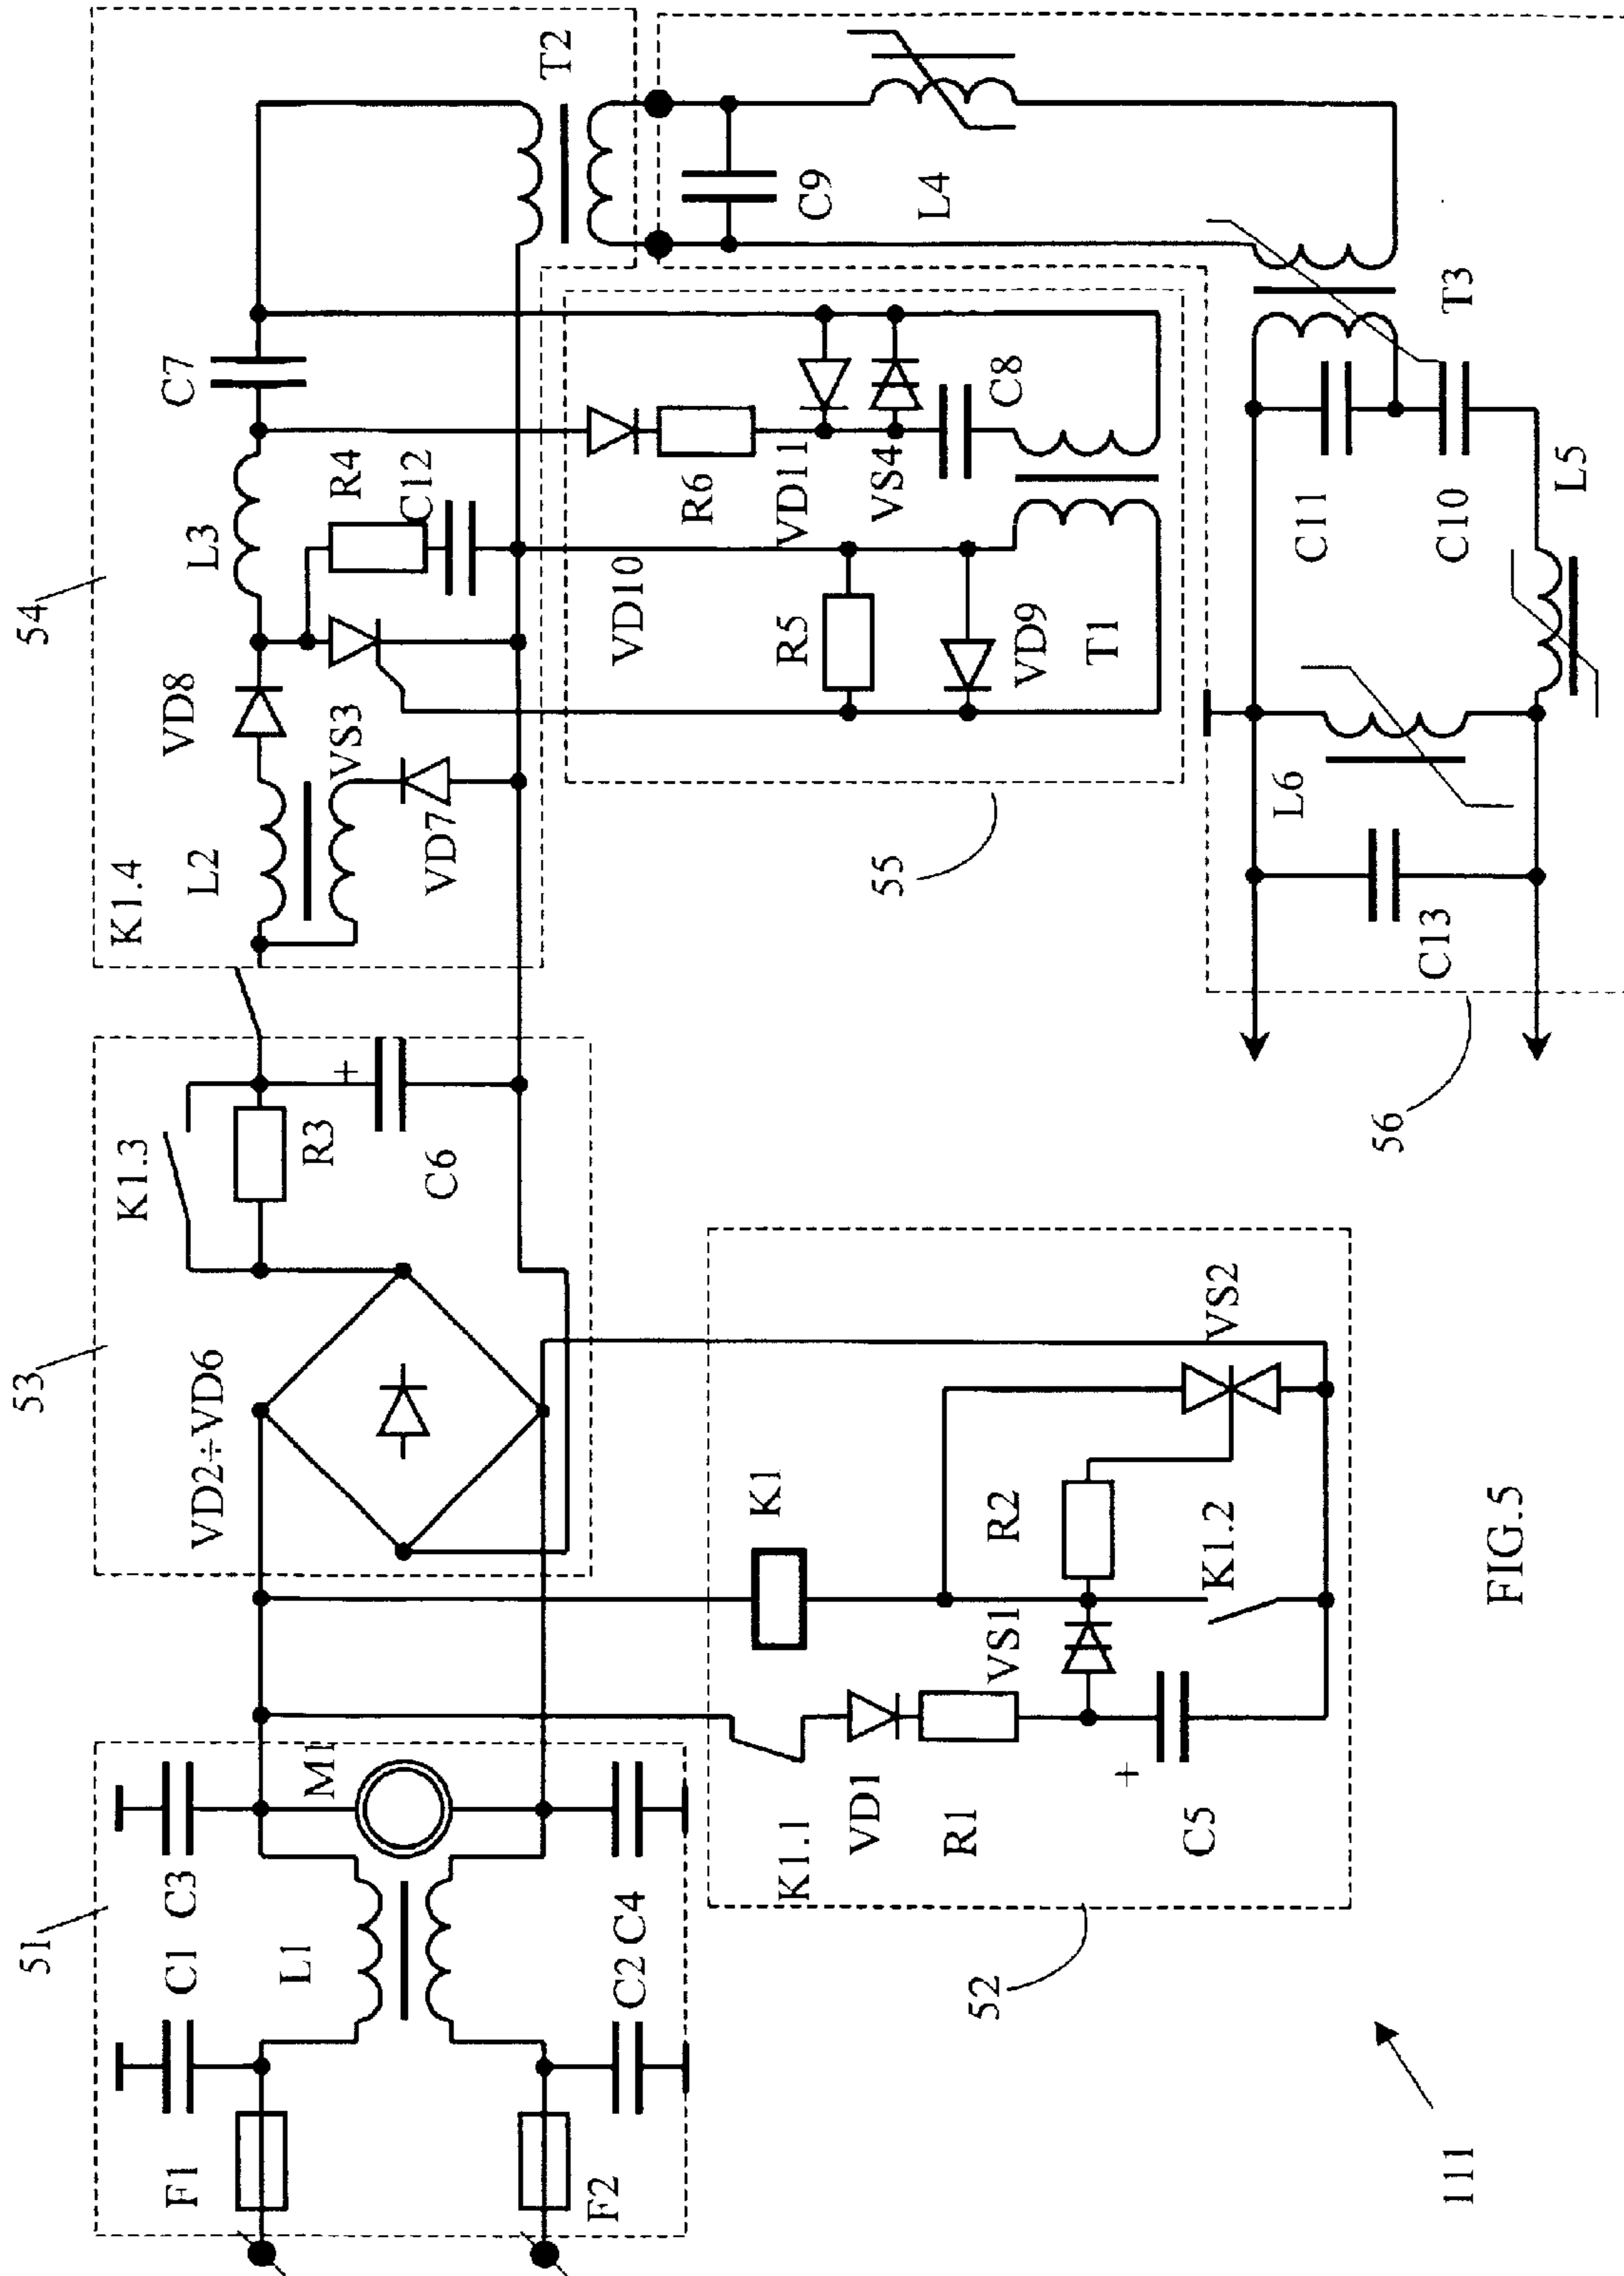 51
F1
C1
C3
L1
M1
F2
C2
C4
53
VD2÷VD6
K1.3
R3
+
C6
54
K1.4
L2
VD8
VS3
VD7
L3
R4
C12
C7
T2
52
K1.1
VD1
R1
+
C5
VS1
K1
R2
K1.2
VS2
55
VD10
R6
VD11
VS4
C8
R5
VD9
T1
56
C9
L4
T3
C11
C10
L5
L6
C13
111
FIG.5